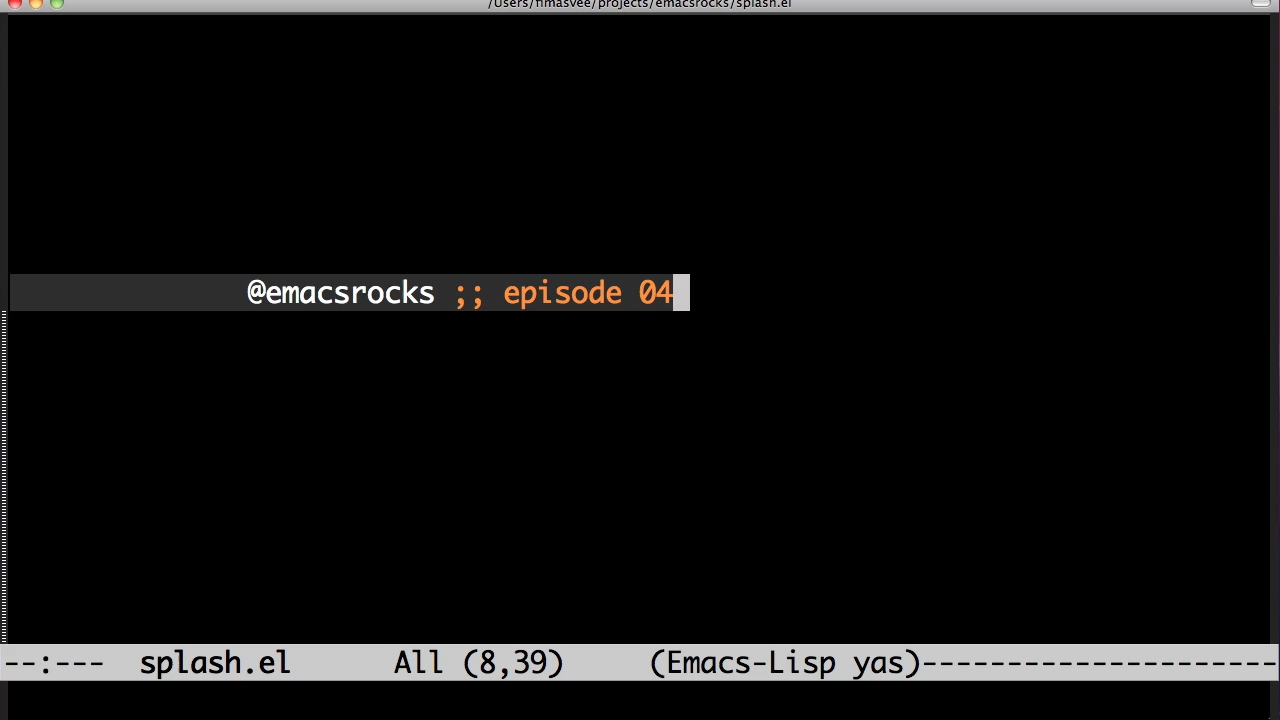 /Users/fimasvee/projects/emacsrocks/splash.el
@emacsrocks ;; episode 04
--:--- splash.el All (8,39) (Emacs-Lisp yas)---------------------